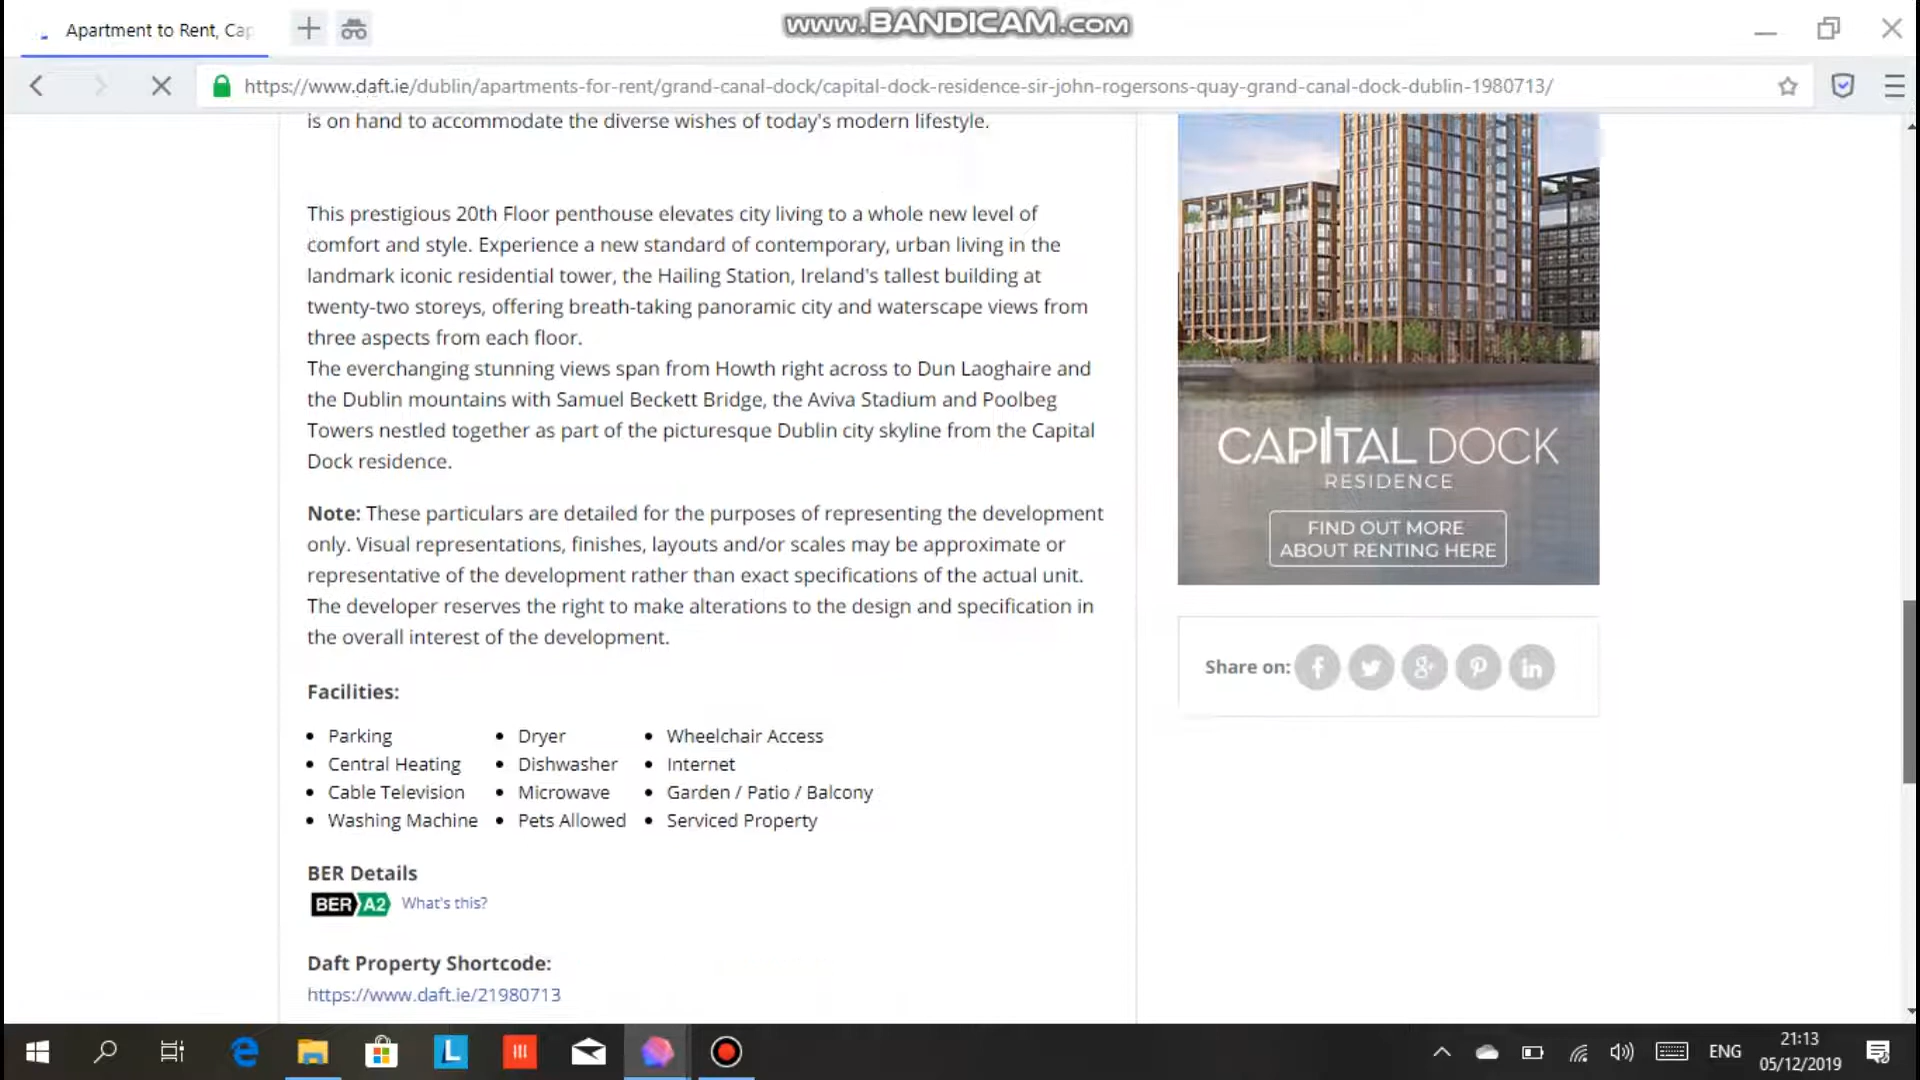 www.BANDICAM.com
Apartment to Rent, Cap
https://www.daft.ie/dublin/apartments-for-rent/grand-canal-dock/capital-dock-residence-sir-john-rogersons-quay-grand-canal-dock-dublin-1980713/
is on hand to accommodate the diverse wishes of today's modern lifestyle.
This prestigious 20th Floor penthouse elevates city living to a whole new level of
comfort and style. Experience a new standard of contemporary, urban living in the
landmark iconic residential tower, the Hailing Station, Ireland's tallest building at
twenty-two storeys, offering breath-taking panoramic city and waterscape views from
three aspects from each floor.
The everchanging stunning views span from Howth right across to Dun Laoghaire and
the Dublin mountains with Samuel Beckett Bridge, the Aviva Stadium and Poolbeg
Towers nestled together as part of the picturesque Dublin city skyline from the Capital
Dock residence.
Note: These particulars are detailed for the purposes of representing the development
only. Visual representations, finishes, layouts and/or scales may be approximate or
representative of the development rather than exact specifications of the actual unit.
The developer reserves the right to make alterations to the design and specification in
the overall interest of the development.
Facilities:
Parking
Central Heating
Cable Television
Washing Machine
Dryer
Dishwasher
Microwave
Pets Allowed
Wheelchair Access
Internet
Garden / Patio / Balcony
Serviced Property
BER Details
BER A2 What's this?
Daft Property Shortcode:
https://www.daft.ie/21980713
CAPITAL DOCK
RESIDENCE
FIND OUT MORE
ABOUT RENTING HERE
Share on:
ENG
21:13
05/12/2019